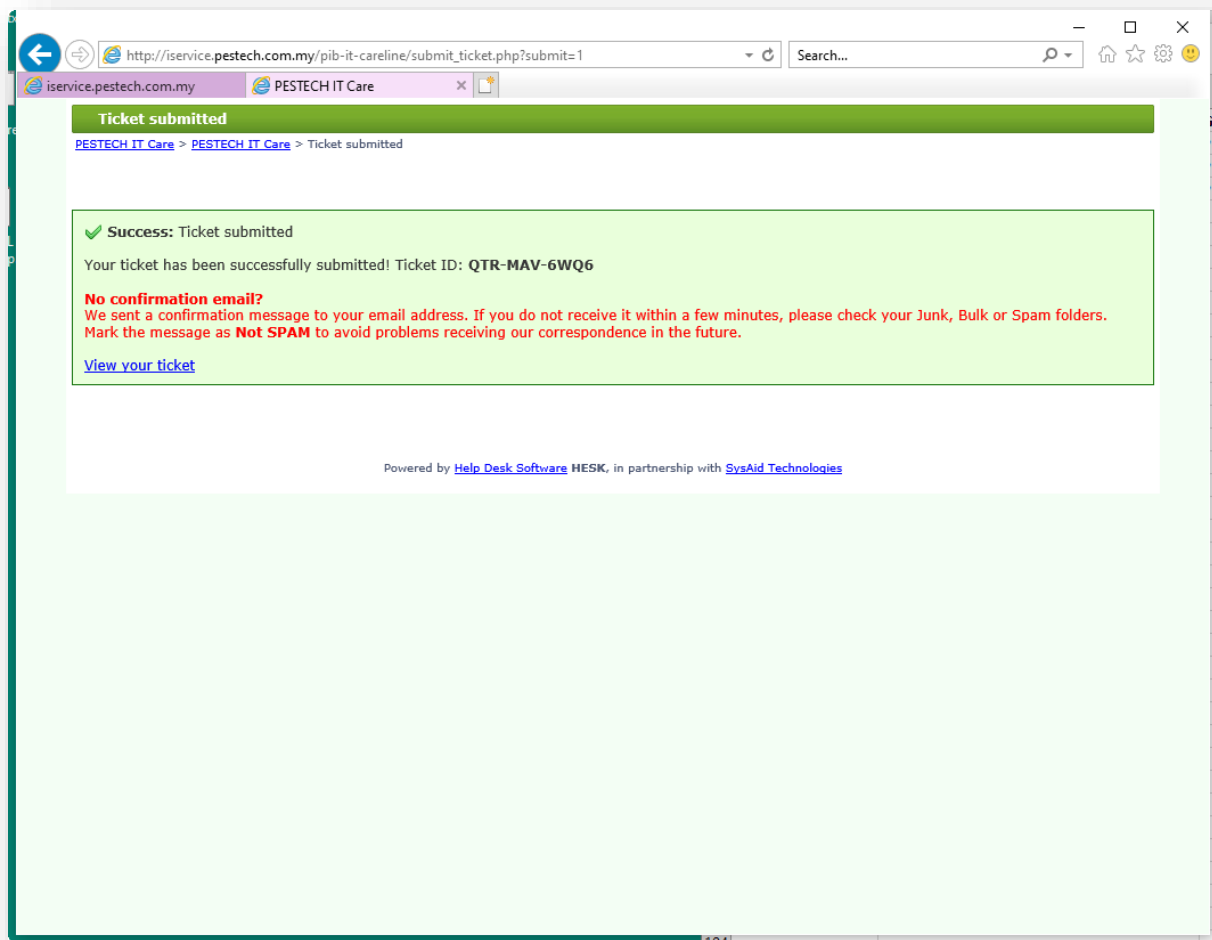 http://iservice.pestech.com.my/pib-it-careline/submit_ticket.php?submit=1
Search...
iservice.pestech.com.my
PESTECH IT Care
Ticket submitted
PESTECH IT Care > PESTECH IT Care > Ticket submitted
Success: Ticket submitted
Your ticket has been successfully submitted! Ticket ID: QTR-MAV-6WQ6
No confirmation email?
We sent a confirmation message to your email address. If you do not receive it within a few minutes, please check your Junk, Bulk or Spam folders.
Mark the message as Not SPAM to avoid problems receiving our correspondence in the future.
View your ticket
Powered by Help Desk Software HESK, in partnership with SysAid Technologies